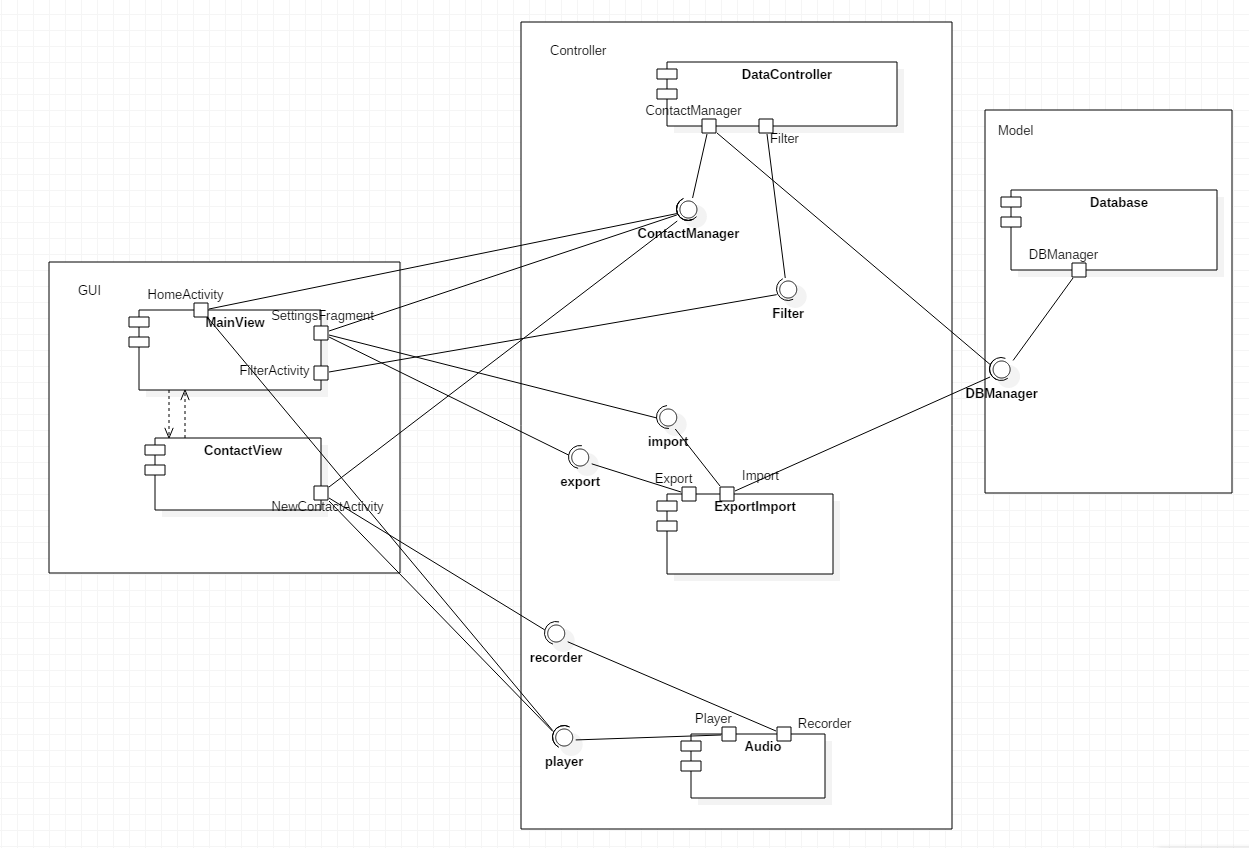 Controller
DataController
ContactManager
Filter
ContactManager
Filter
Model
Database
DBManager
DBManager
GUI
HomeActivity
MainView
SettingsFragment
FilterActivity
ContactView
NewContactActivity
import
export
Export
Import
ExportImport
recorder
player
Player
Recorder
Audio